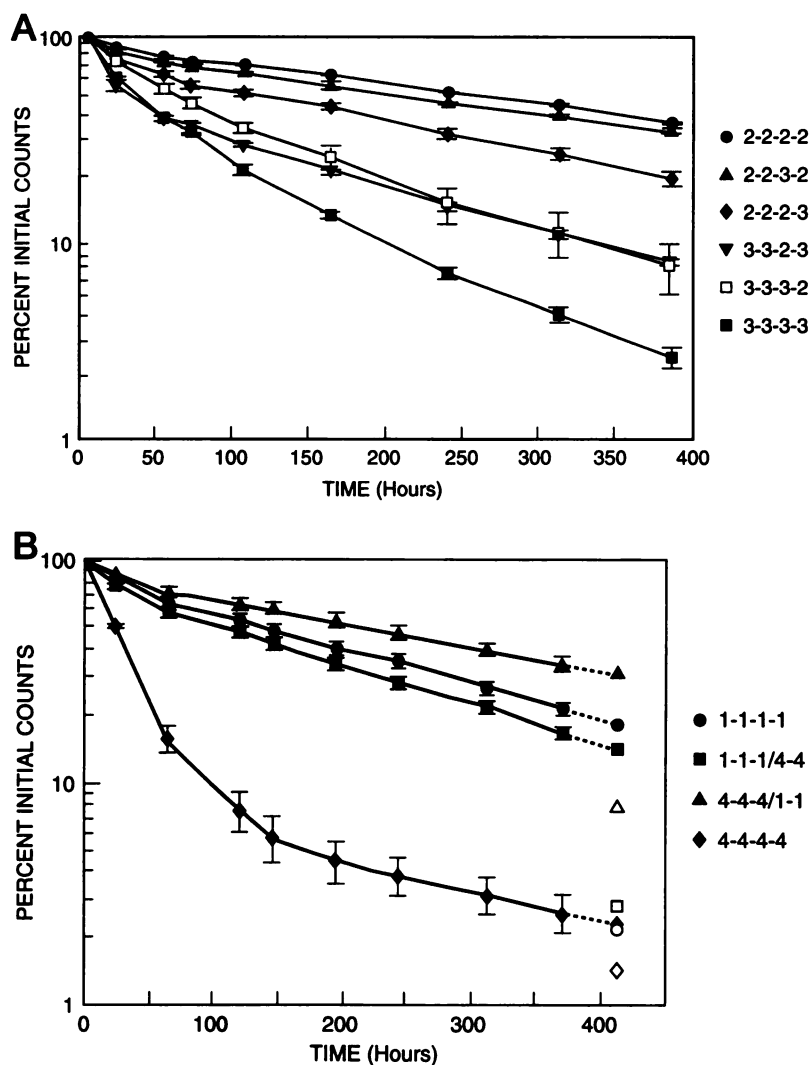 A
100
10
1
PERCENT INITIAL COUNTS
0 50 100 150 200 250 300 350 400
TIME (Hours)
2-2-2-2
2-2-3-2
2-2-2-3
3-3-2-3
3-3-3-2
3-3-3-3
B
100
10
1
PERCENT INITIAL COUNTS
0 100 200 300 400
TIME (Hours)
1-1-1-1
1-1-1/4-4
4-4-4/1-1
4-4-4-4